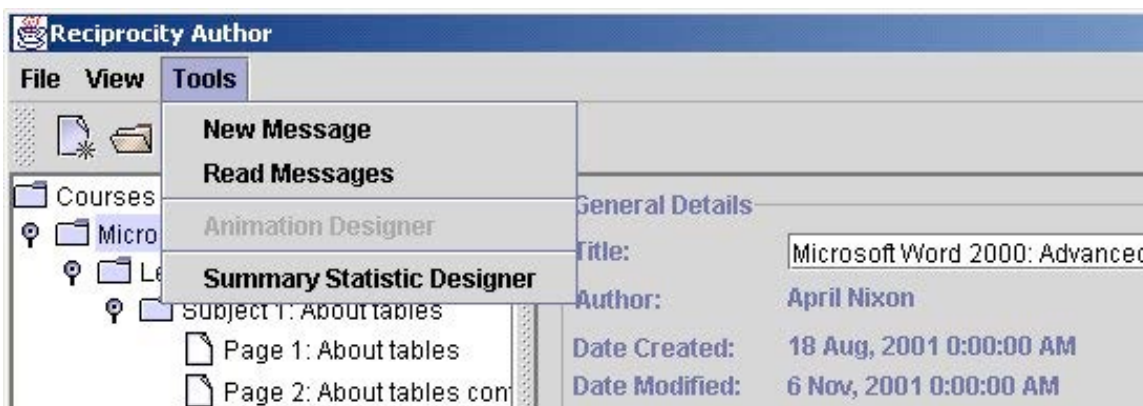 Reciprocity Author
File View Tools
New Message
Read Messages
Animation Designer
Summary Statistic Designer
Courses
Micro
Le
Subject 1: About tables
Page 1: About tables
Page 2: About tables con
General Details
Title: Microsoft Word 2000: Advanced
Author: April Nixon
Date Created: 18 Aug, 2001 0:00:00 AM
Date Modified: 6 Nov, 2001 0:00:00 AM